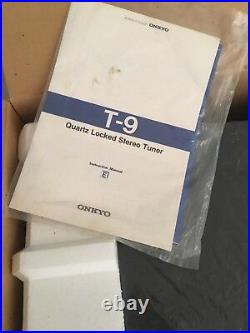 ONKYO
T-9
Quartz Locked Stereo Tuner
Instruction Manual
E
ONKYO